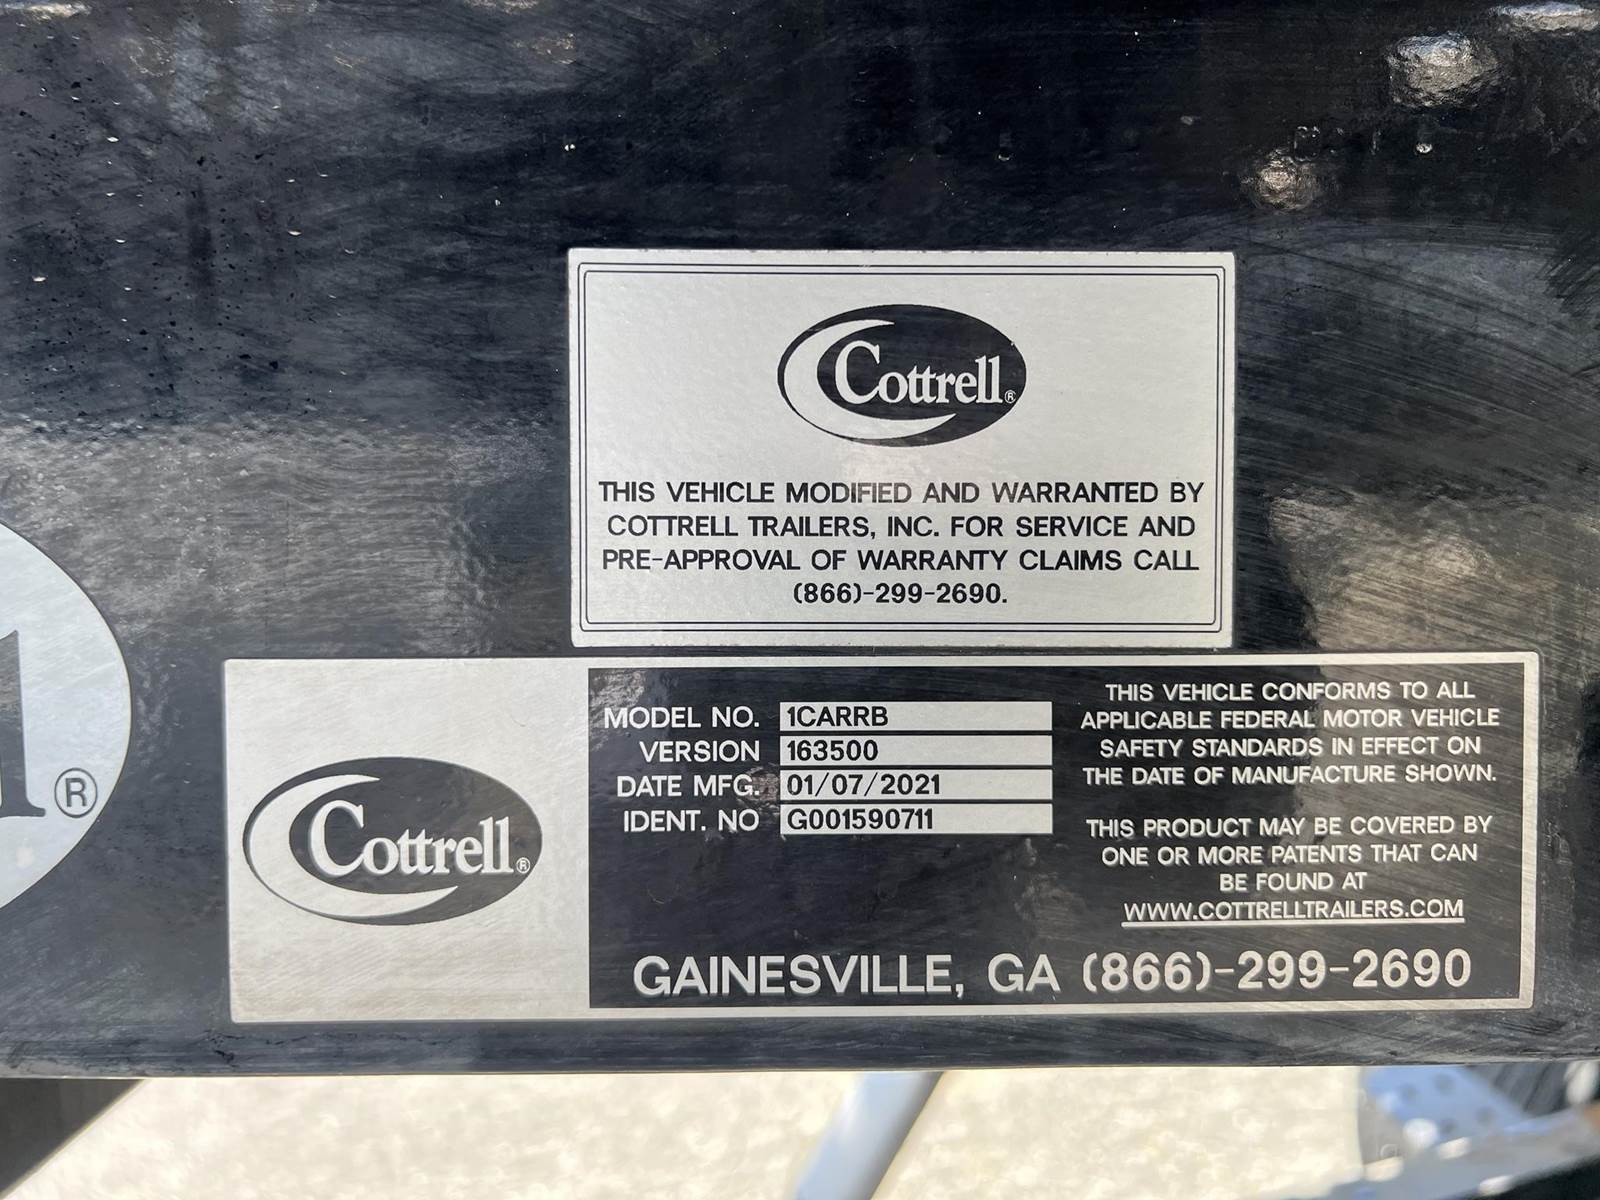 Cottrell®
THIS VEHICLE MODIFIED AND WARRANTED BY
COTTRELL TRAILERS, INC. FOR SERVICE AND
PRE-APPROVAL OF WARRANTY CLAIMS CALL
(866)-299-2690.
l®
Cottrell®
MODEL NO. 1CARRB
VERSION 163500
DATE MFG. 01/07/2021
IDENT. NO G001590711
THIS VEHICLE CONFORMS TO ALL
APPLICABLE FEDERAL MOTOR VEHICLE
SAFETY STANDARDS IN EFFECT ON
THE DATE OF MANUFACTURE SHOWN.
THIS PRODUCT MAY BE COVERED BY
ONE OR MORE PATENTS THAT CAN
BE FOUND AT
WWW.COTTRELLTRAILERS.COM
GAINESVILLE, GA (866)-299-2690